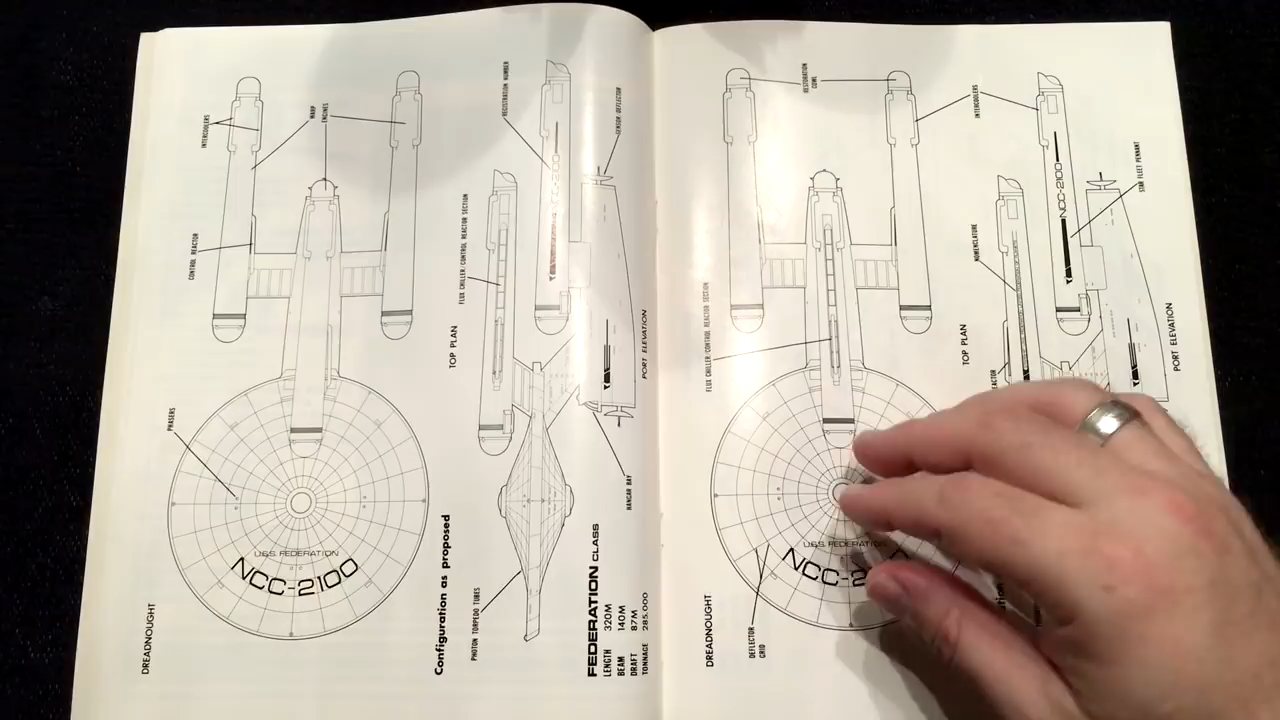 DREADNOUGHT
PHASERS
CONTROL REACTOR
INTERCOOLERS
WARP
ENGINES
U.S.S. FEDERATION
NCC-2100
Configuration as proposed
TOP PLAN
PHOTON TORPEDO TUBES
FLUX CHILLER/CONTROL REACTOR SECTION
REGISTRATION NUMBER
SENSOR-DEFLECTOR
HANGAR BAY
PORT ELEVATION
FEDERATION CLASS
LENGTH 320M
BEAM 140M
DRAFT 87M
TONNAGE 285,000
DREADNOUGHT
DEFLECTOR
GRID
FLUX CHILLER/CONTROL REACTOR SECTION
RESTORATION
COWL
INTERCOOLERS
U.S.S. FEDERATION
NCC-2
TOP PLAN
NOMENCLATURE
NCC-2100
STAR FLEET PENNANT
PORT ELEVATION